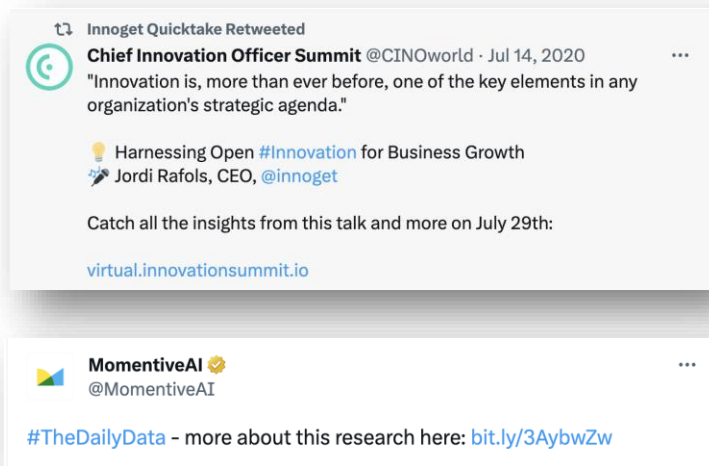 Innoget Quicktake Retweeted
Chief Innovation Officer Summit @CINOworld · Jul 14, 2020
"Innovation is, more than ever before, one of the key elements in any
organization's strategic agenda."
💡 Harnessing Open #Innovation for Business Growth
🎤 Jordi Rafols, CEO, @innoget
Catch all the insights from this talk and more on July 29th:
virtual.innovationsummit.io
MomentiveAI
@MomentiveAI
#TheDailyData - more about this research here: bit.ly/3AybwZw